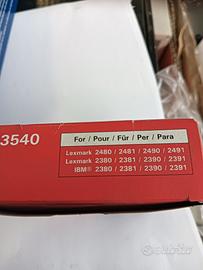 3540
For / Pour / Für / Per / Para
Lexmark 2480 / 2481 / 2490 / 2491
Lexmark 2380 / 2381 / 2390 / 2391
IBM® 2380 / 2381 / 2390 / 2391
subito